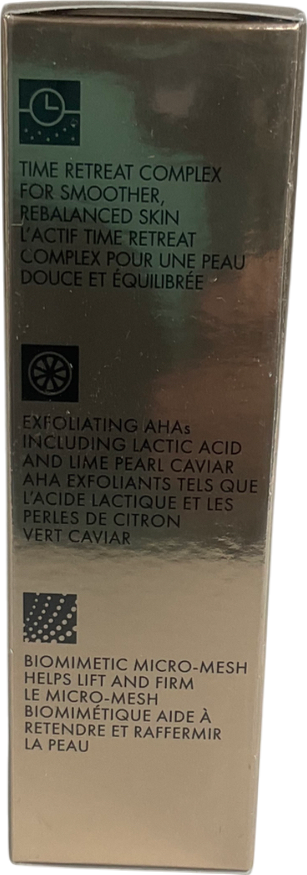 TIME RETREAT COMPLEX
FOR SMOOTHER,
REBALANCED SKIN
L'ACTIF TIME RETREAT
COMPLEX POUR UNE PEAU
DOUCE ET ÉQUILIBRÉE
EXFOLIATING AHAs
INCLUDING LACTIC ACID
AND LIME PEARL CAVIAR
AHA EXFOLIANTS TELS QUE
L'ACIDE LACTIQUE ET LES
PERLES DE CITRON
VERT CAVIAR
BIOMIMETIC MICRO-MESH
HELPS LIFT AND FIRM
LE MICRO-MESH
BIOMIMÉTIQUE AIDE À
RETENDRE ET RAFFERMIR
LA PEAU